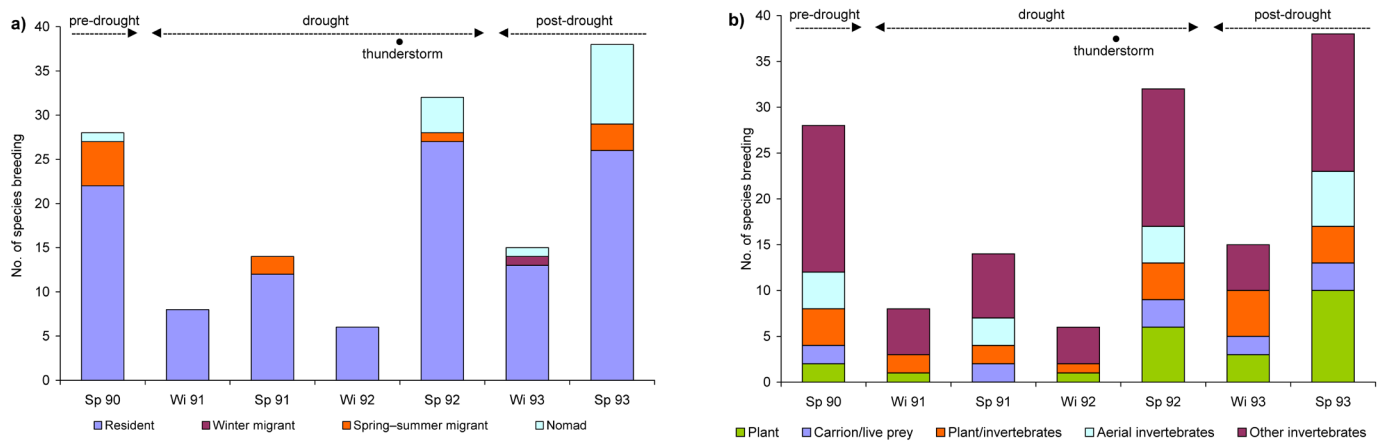 a)
pre-drought drought post-drought
thunderstorm
No. of species breeding
40
35
30
25
20
15
10
5
0
Sp 90 Wi 91 Sp 91 Wi 92 Sp 92 Wi 93 Sp 93
Resident Winter migrant Spring–summer migrant Nomad
b)
pre-drought drought post-drought
thunderstorm
No. of species breeding
40
35
30
25
20
15
10
5
0
Sp 90 Wi 91 Sp 91 Wi 92 Sp 92 Wi 93 Sp 93
Plant Carrion/live prey Plant/invertebrates Aerial invertebrates Other invertebrates